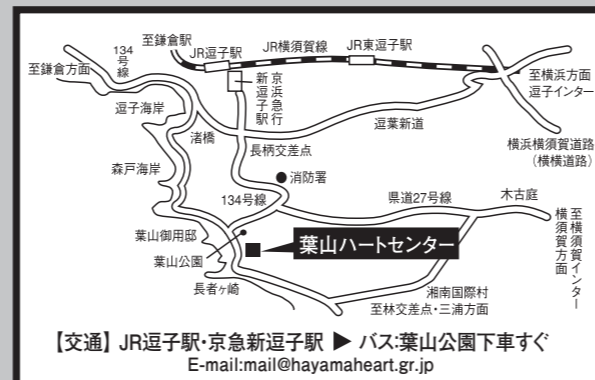 134号線
至鎌倉駅
JR逗子駅
JR横須賀線
JR東逗子駅
至鎌倉方面
至横浜方面
逗子インター
京浜急行
新逗子駅
逗子海岸
渚橋
逗葉新道
横浜横須賀道路
(横横道路)
長柄交差点
森戸海岸
消防署
134号線
県道27号線
木古庭
至横須賀インター
横須賀方面
葉山御用邸
葉山公園
葉山ハートセンター
長者ヶ崎
湘南国際村
至林交差点・三浦方面
【交通】JR逗子駅・京急新逗子駅 ▶ バス:葉山公園下車すぐ
E-mail:mail@hayamaheart.gr.jp